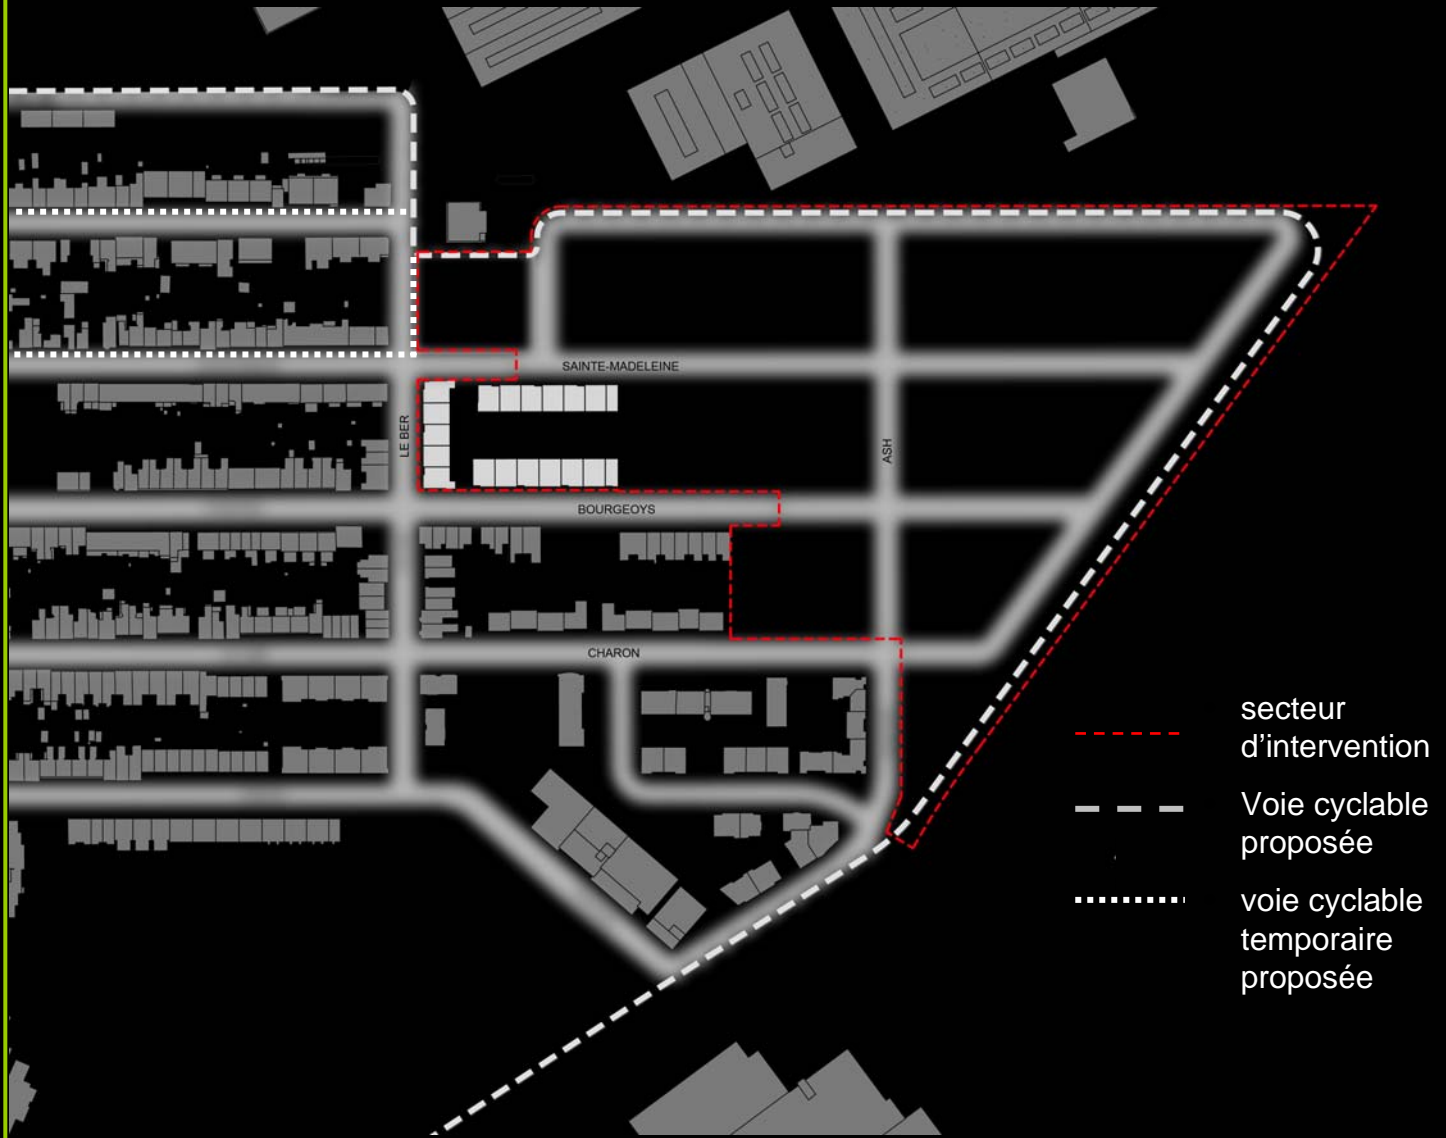 SAINTE-MADELEINE
LE BER
ASH
BOURGEOYS
CHARON
secteur
d'intervention
Voie cyclable
proposée
voie cyclable
temporaire
proposée